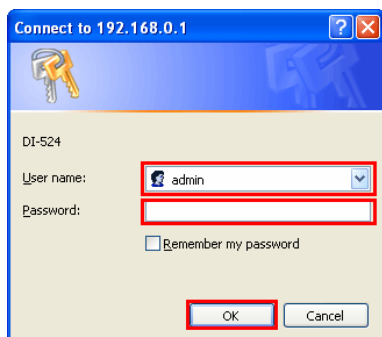 Connect to 192.168.0.1
DI-524
User name: admin
Password:
Remember my password
OK Cancel